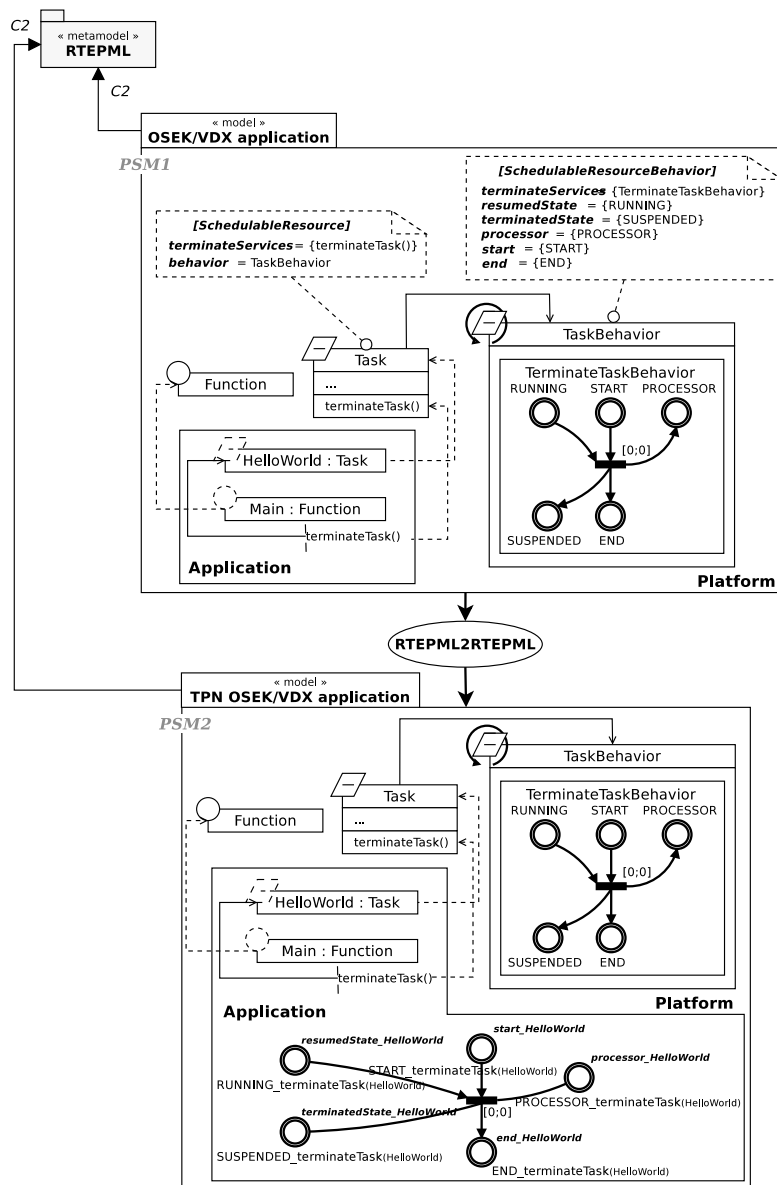 C2
« metamodel »
RTEPML
C2
« model »
OSEK/VDX application
PSM1
[SchedulableResourceBehavior]
terminateServices= {TerminateTaskBehavior}
resumedState = {RUNNING}
terminatedState = {SUSPENDED}
processor = {PROCESSOR}
start = {START}
end = {END}
[SchedulableResource]
terminateServices = {terminateTask()}
behavior = TaskBehavior
TaskBehavior
Task
...
terminateTask()
Function
TerminateTaskBehavior
RUNNING START PROCESSOR
[0;0]
SUSPENDED END
HelloWorld : Task
Main : Function
terminateTask()
Application
Platform
RTEPML2RTEPML
« model »
TPN OSEK/VDX application
PSM2
TaskBehavior
Task
...
terminateTask()
Function
TerminateTaskBehavior
RUNNING START PROCESSOR
[0;0]
SUSPENDED END
HelloWorld : Task
Main : Function
terminateTask()
Application
Platform
start_HelloWorld
resumedState_HelloWorld
processor_HelloWorld
START_terminateTask(HelloWorld)
RUNNING_terminateTask(HelloWorld)
PROCESSOR_terminateTask(HelloWorld)
terminatedState_HelloWorld
[0;0]
end_HelloWorld
SUSPENDED_terminateTask(HelloWorld)
END_terminateTask(HelloWorld)